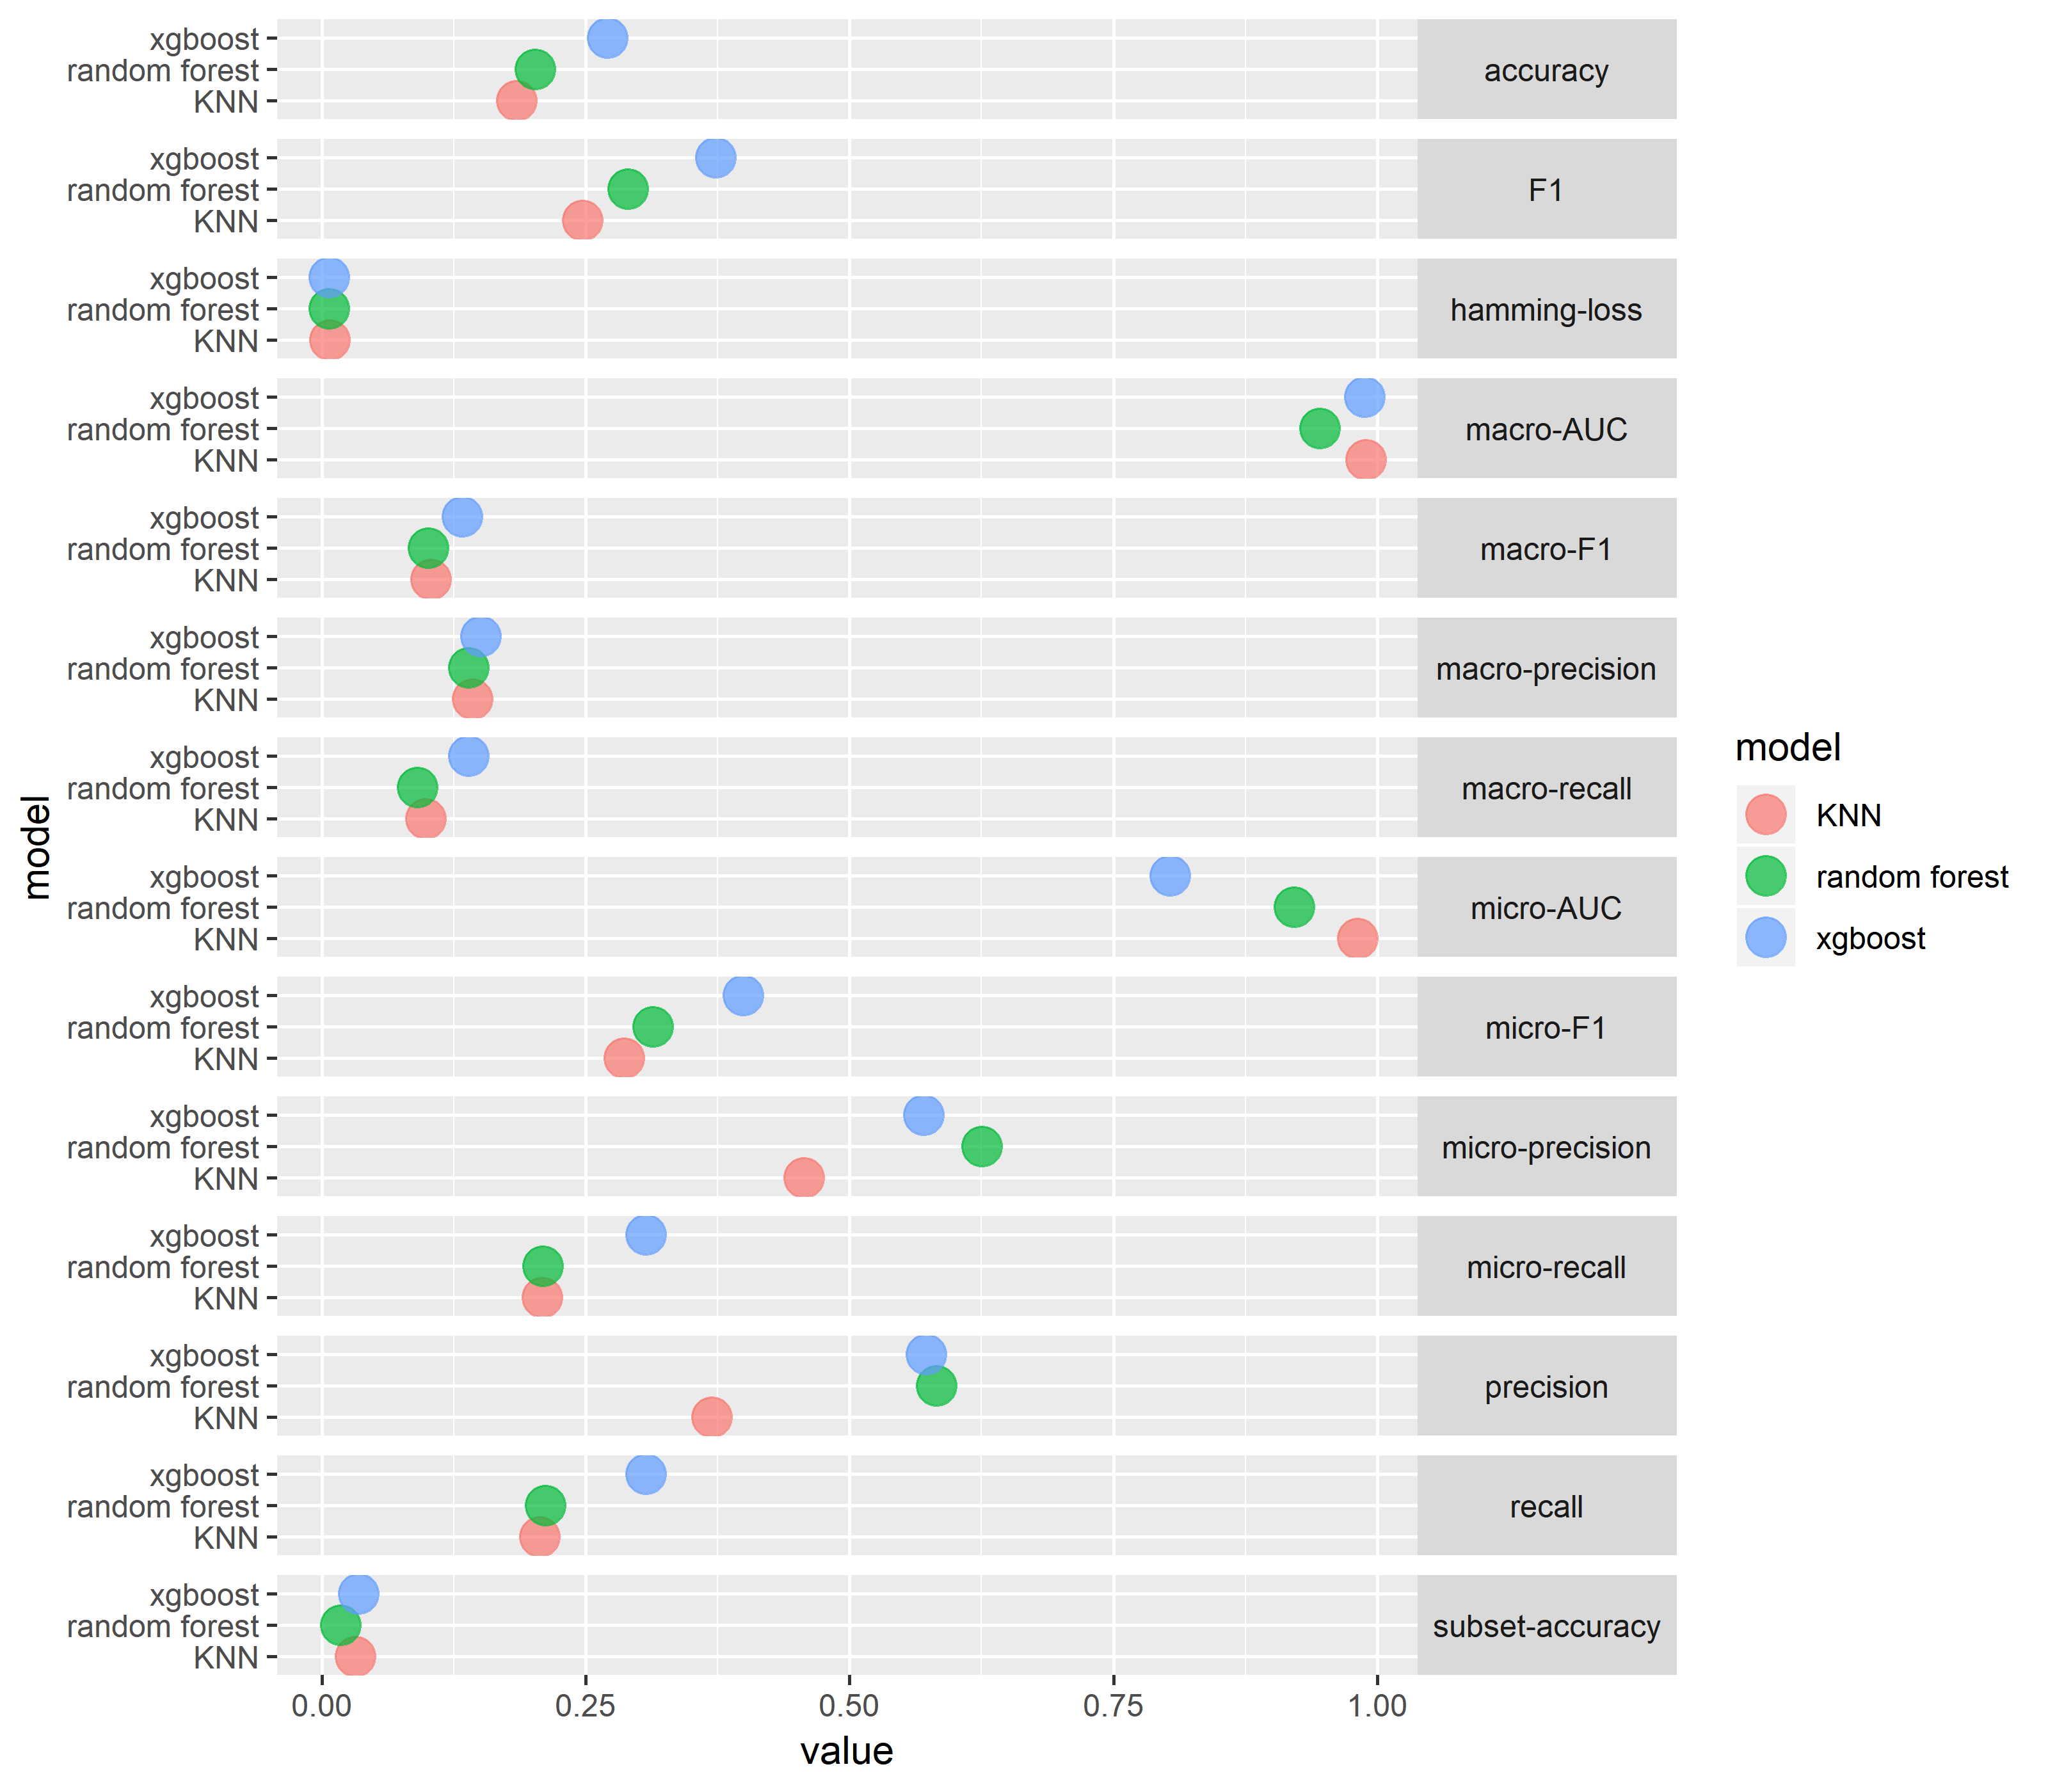 xgboost
random forest
KNN
accuracy
xgboost
random forest
KNN
F1
xgboost
random forest
KNN
hamming-loss
xgboost
random forest
KNN
macro-AUC
xgboost
random forest
KNN
macro-F1
xgboost
random forest
KNN
macro-precision
xgboost
random forest
KNN
macro-recall
xgboost
random forest
KNN
micro-AUC
xgboost
random forest
KNN
micro-F1
xgboost
random forest
KNN
micro-precision
xgboost
random forest
KNN
micro-recall
xgboost
random forest
KNN
precision
xgboost
random forest
KNN
recall
xgboost
random forest
KNN
subset-accuracy
0.00 0.25 0.50 0.75 1.00
value
model
model
KNN
random forest
xgboost